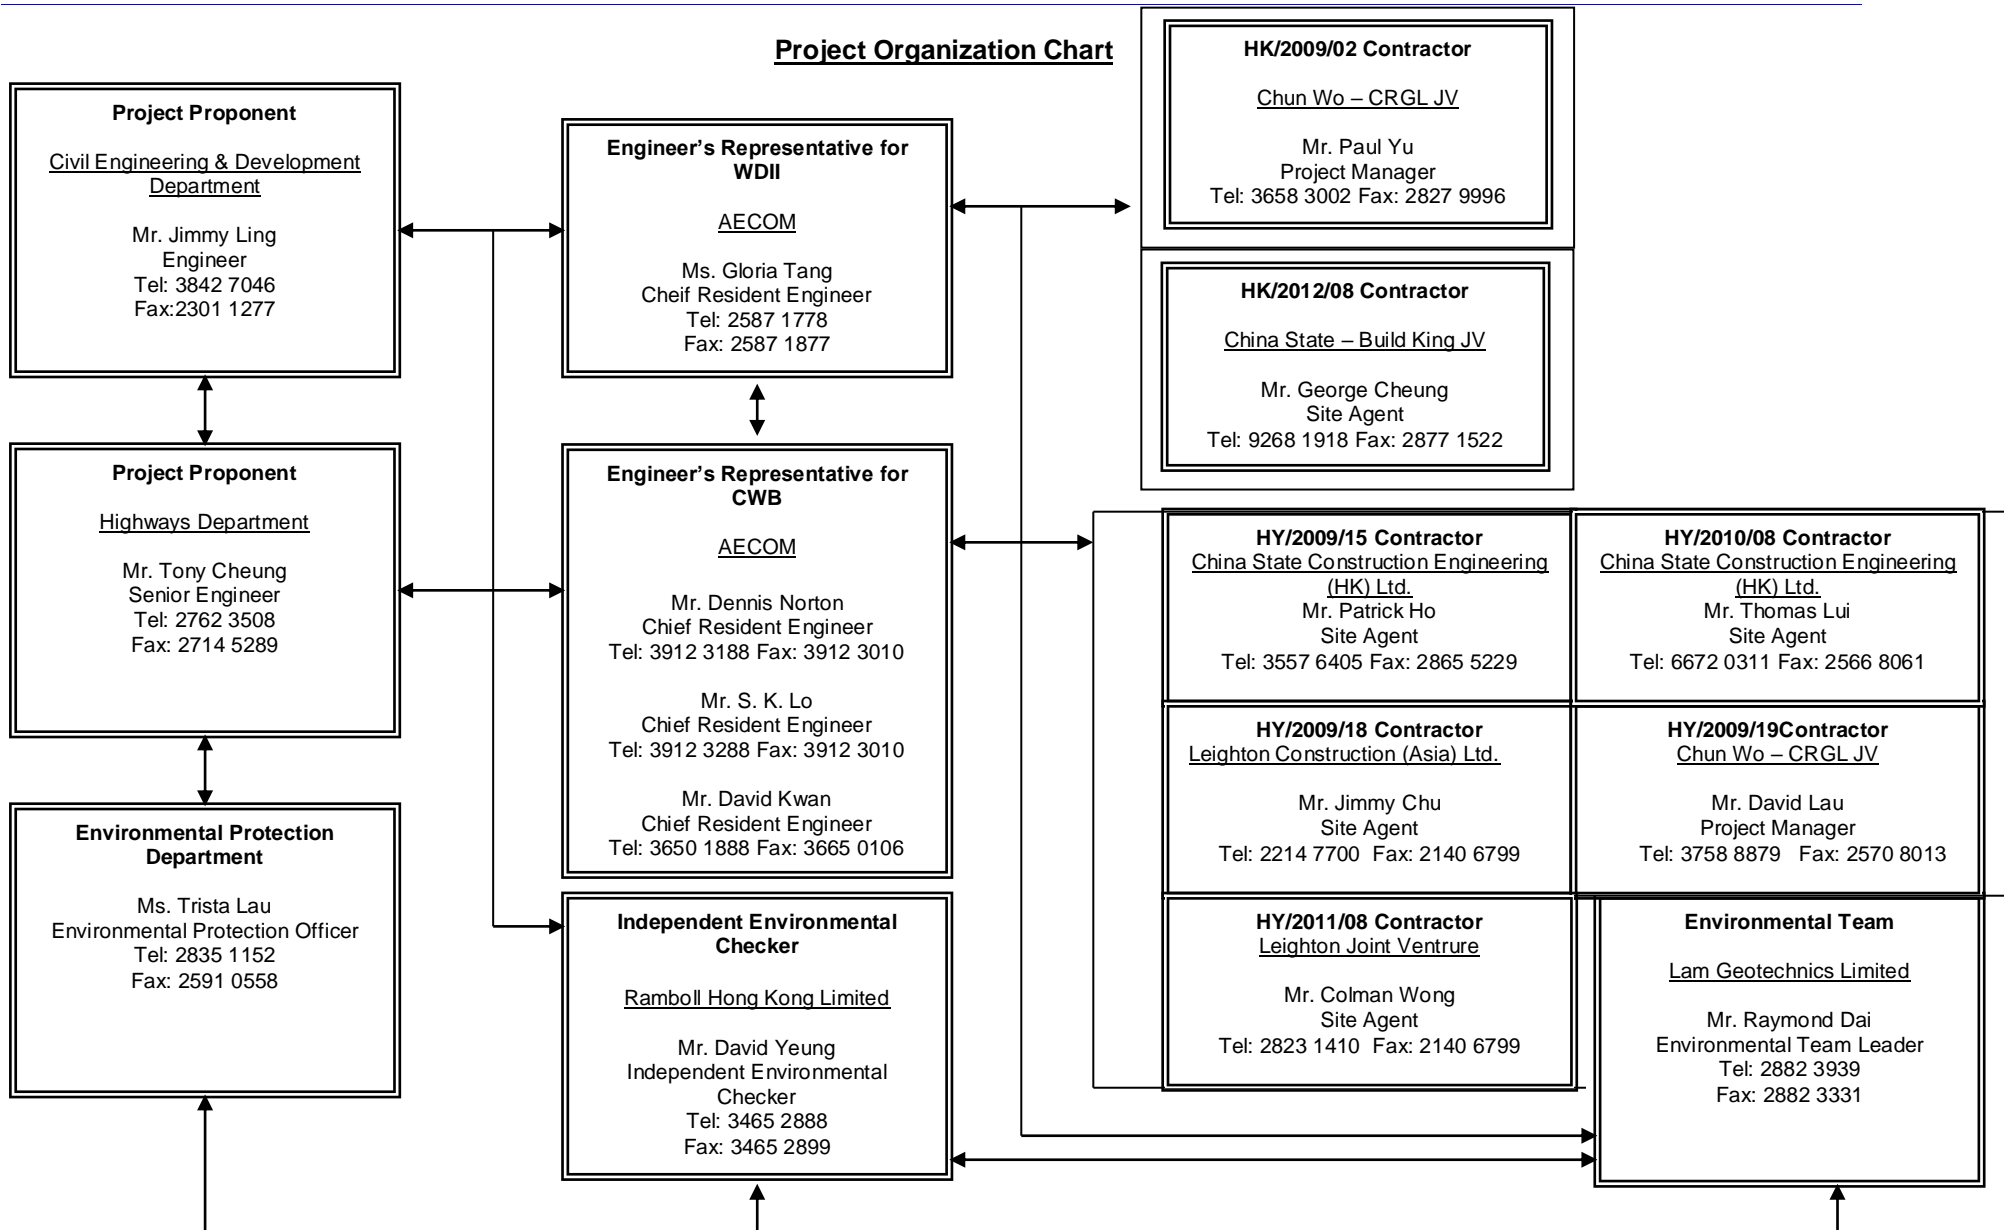 Project Organization Chart
Project Proponent
Civil Engineering & Development
Department
Mr. Jimmy Ling
Engineer
Tel: 3842 7046
Fax:2301 1277
Project Proponent
Highways Department
Mr. Tony Cheung
Senior Engineer
Tel: 2762 3508
Fax: 2714 5289
Environmental Protection
Department
Ms. Trista Lau
Environmental Protection Officer
Tel: 2835 1152
Fax: 2591 0558
Engineer’s Representative for
WDII
AECOM
Ms. Gloria Tang
Cheif Resident Engineer
Tel: 2587 1778
Fax: 2587 1877
Engineer’s Representative for
CWB
AECOM
Mr. Dennis Norton
Chief Resident Engineer
Tel: 3912 3188 Fax: 3912 3010
Mr. S. K. Lo
Chief Resident Engineer
Tel: 3912 3288 Fax: 3912 3010
Mr. David Kwan
Chief Resident Engineer
Tel: 3650 1888 Fax: 3665 0106
Independent Environmental
Checker
Ramboll Hong Kong Limited
Mr. David Yeung
Independent Environmental
Checker
Tel: 3465 2888
Fax: 3465 2899
HK/2009/02 Contractor
Chun Wo – CRGL JV
Mr. Paul Yu
Project Manager
Tel: 3658 3002 Fax: 2827 9996
HK/2012/08 Contractor
China State – Build King JV
Mr. George Cheung
Site Agent
Tel: 9268 1918 Fax: 2877 1522
HY/2009/15 Contractor
China State Construction Engineering
(HK) Ltd.
Mr. Patrick Ho
Site Agent
Tel: 3557 6405 Fax: 2865 5229
HY/2010/08 Contractor
China State Construction Engineering
(HK) Ltd.
Mr. Thomas Lui
Site Agent
Tel: 6672 0311 Fax: 2566 8061
HY/2009/18 Contractor
Leighton Construction (Asia) Ltd.
Mr. Jimmy Chu
Site Agent
Tel: 2214 7700 Fax: 2140 6799
HY/2009/19Contractor
Chun Wo – CRGL JV
Mr. David Lau
Project Manager
Tel: 3758 8879 Fax: 2570 8013
HY/2011/08 Contractor
Leighton Joint Ventrure
Mr. Colman Wong
Site Agent
Tel: 2823 1410 Fax: 2140 6799
Environmental Team
Lam Geotechnics Limited
Mr. Raymond Dai
Environmental Team Leader
Tel: 2882 3939
Fax: 2882 3331